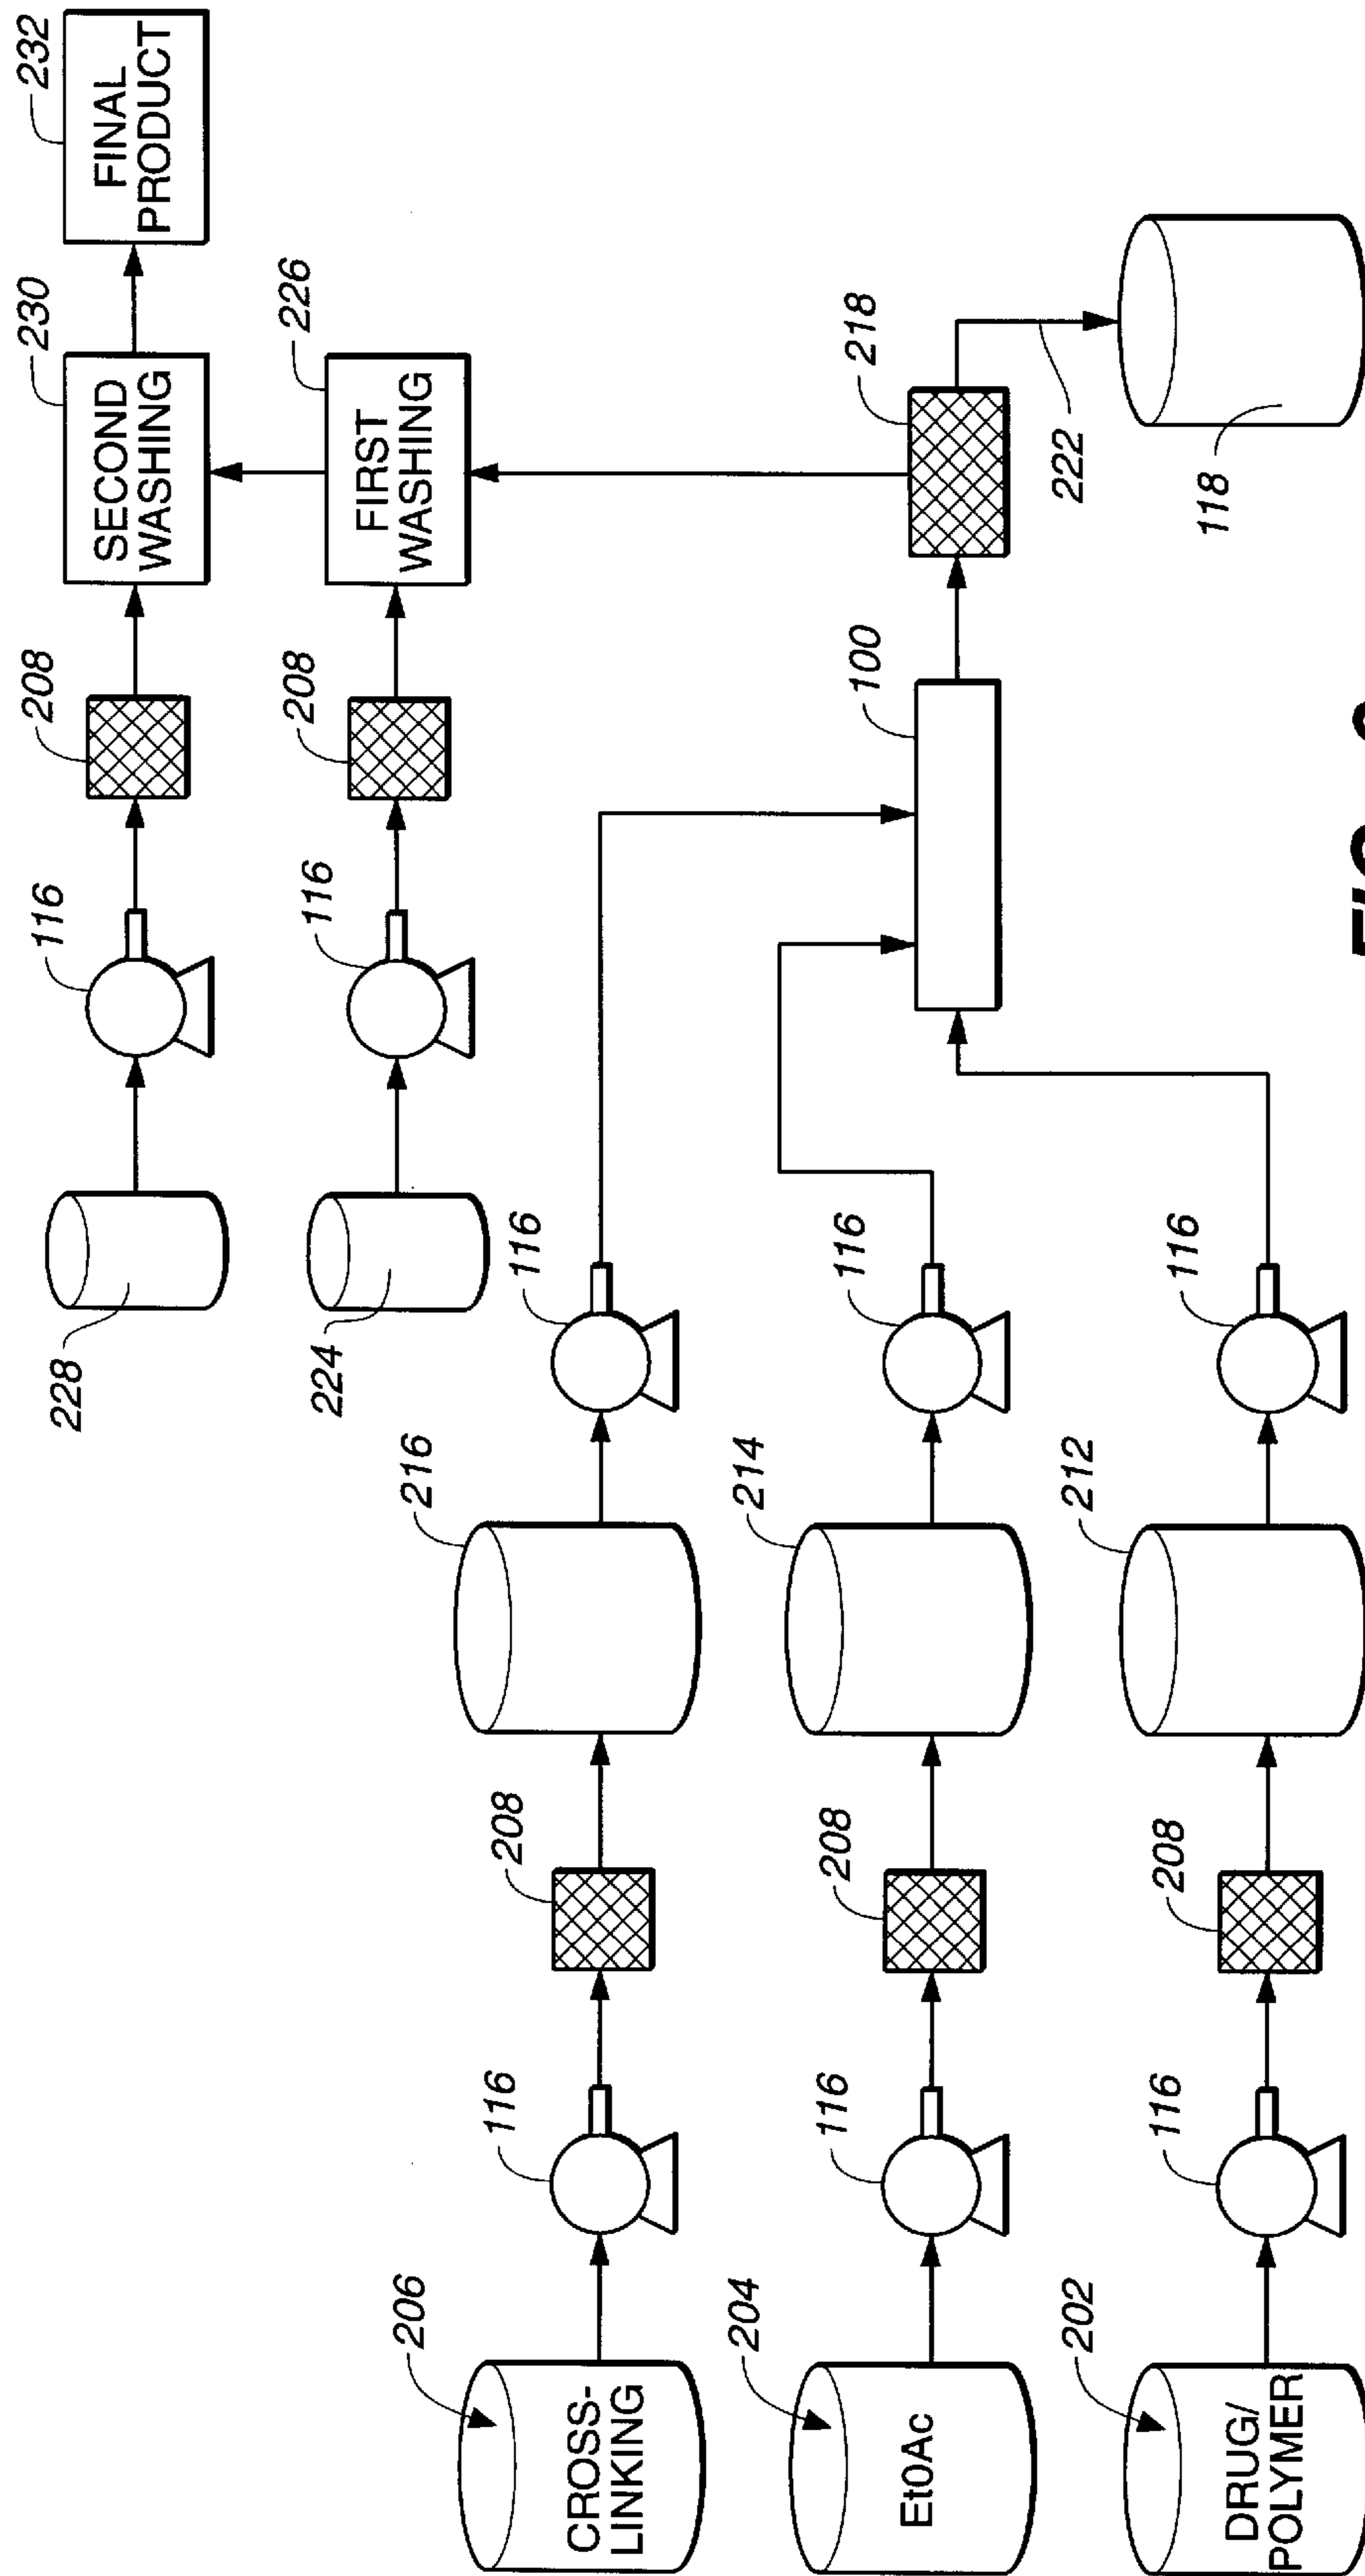 228
116
208
230
232
SECOND
WASHING
FINAL
PRODUCT
224
116
208
226
FIRST
WASHING
206
116
208
216
116
CROSS-
LINKING
204
116
208
214
116
100
218
Et0Ac
222
202
116
208
212
116
118
DRUG/
POLYMER